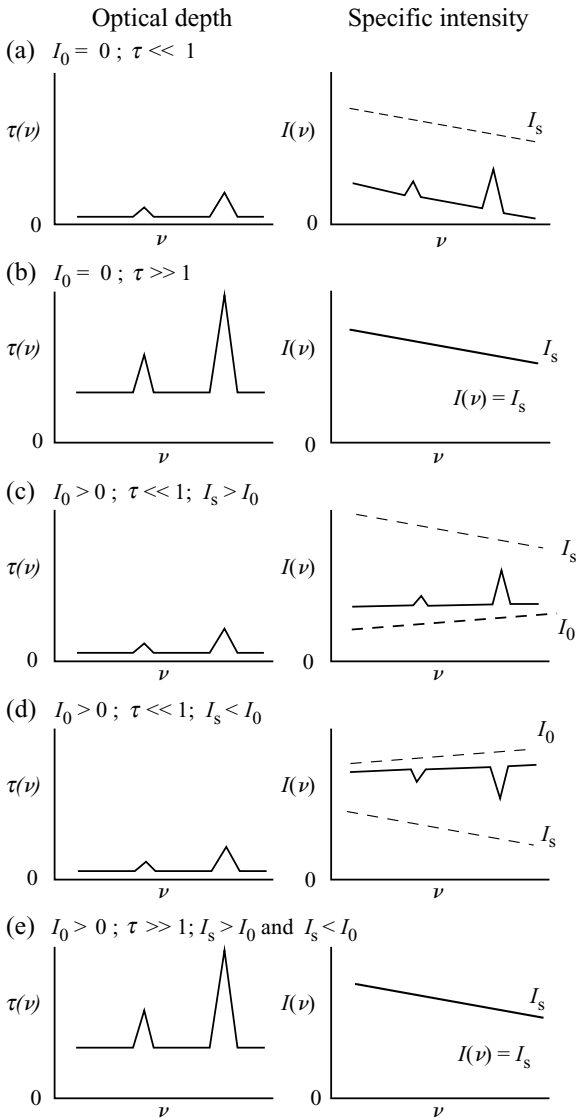 Optical depth Specific intensity
(a) I₀ = 0 ; τ << 1
τ(ν) I(ν) Iₛ
0 0
ν ν
(b) I₀ = 0 ; τ >> 1
τ(ν) I(ν) Iₛ
I(ν) = Iₛ
0 0
ν ν
(c) I₀ > 0 ; τ << 1; Iₛ > I₀
τ(ν) I(ν) Iₛ
I₀
0 0
ν ν
(d) I₀ > 0 ; τ << 1; Iₛ < I₀
I₀
τ(ν) I(ν)
Iₛ
0 0
ν ν
(e) I₀ > 0 ; τ >> 1; Iₛ > I₀ and Iₛ < I₀
τ(ν) I(ν) Iₛ
I(ν) = Iₛ
0 0
ν ν